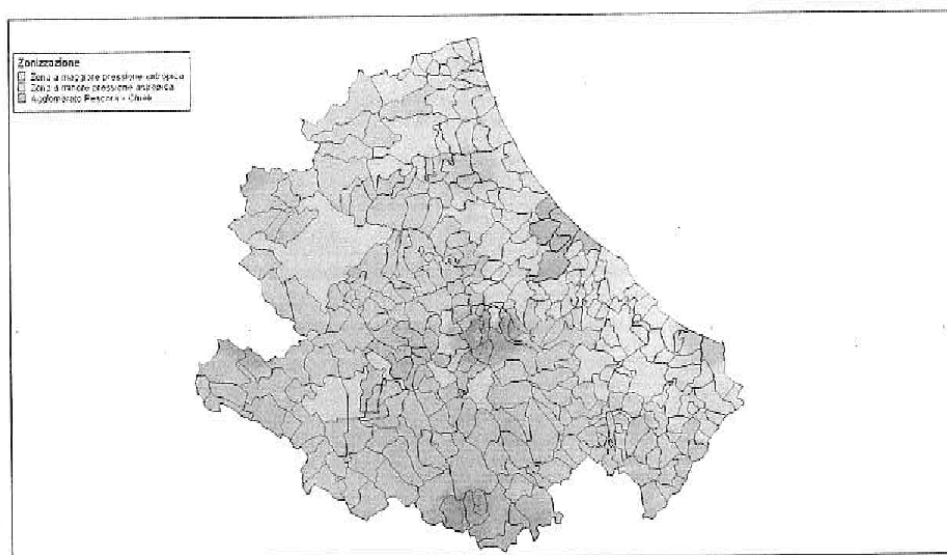 Zonizzazione
Zona a maggiore pressione antropica
Zona a minore pressione antropica
Agglomerato Pescara - Chieti